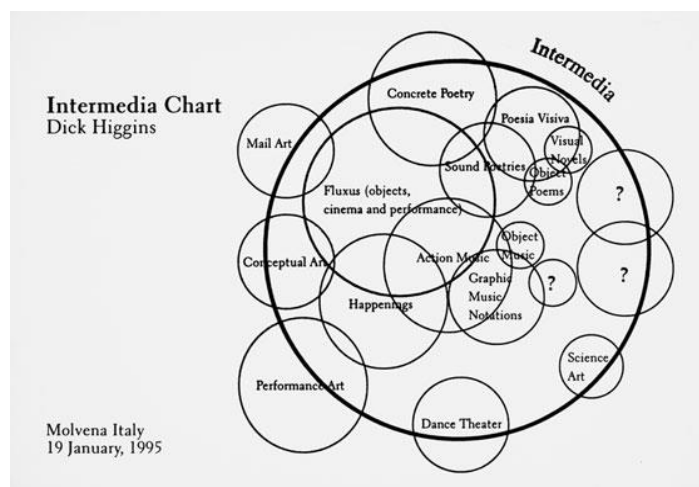 Intermedia Chart
Dick Higgins
Intermedia
Concrete Poetry
Poesia Visiva
Mail Art
Visual
Novels
Sound Poetries
Object
Poems
?
Fluxus (objects,
cinema and performance)
Object
Music
Conceptual Art
Action Music
?
Graphic
Music
Notations
?
Happenings
Science
Art
Performance Art
Dance Theater
Molvena Italy
19 January, 1995